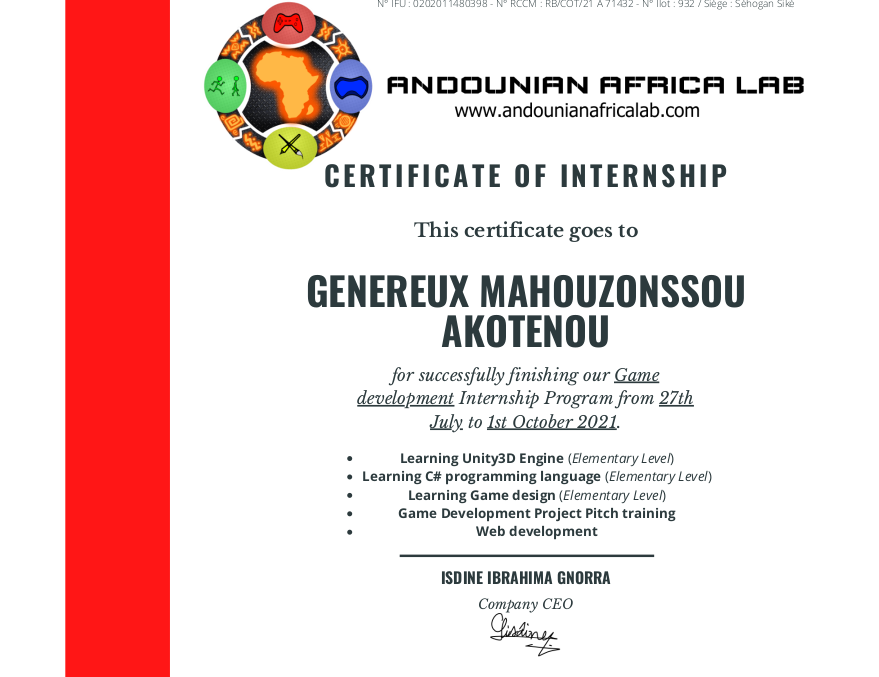 N° IFU : 0202011480398 - N° RCCM : RB/COT/21 A 71432 - N° Ilot : 932 / Siège : Sèhogan Sikè
ANDOUNIAN AFRICA LAB
www.andounianafricalab.com
CERTIFICATE OF INTERNSHIP
This certificate goes to
GENEREUX MAHOUZONSSOU
AKOTENOU
for successfully finishing our Game
development Internship Program from 27th
July to 1st October 2021.
• Learning Unity3D Engine (Elementary Level)
• Learning C# programming language (Elementary Level)
• Learning Game design (Elementary Level)
• Game Development Project Pitch training
• Web development
ISDINE IBRAHIMA GNORRA
Company CEO